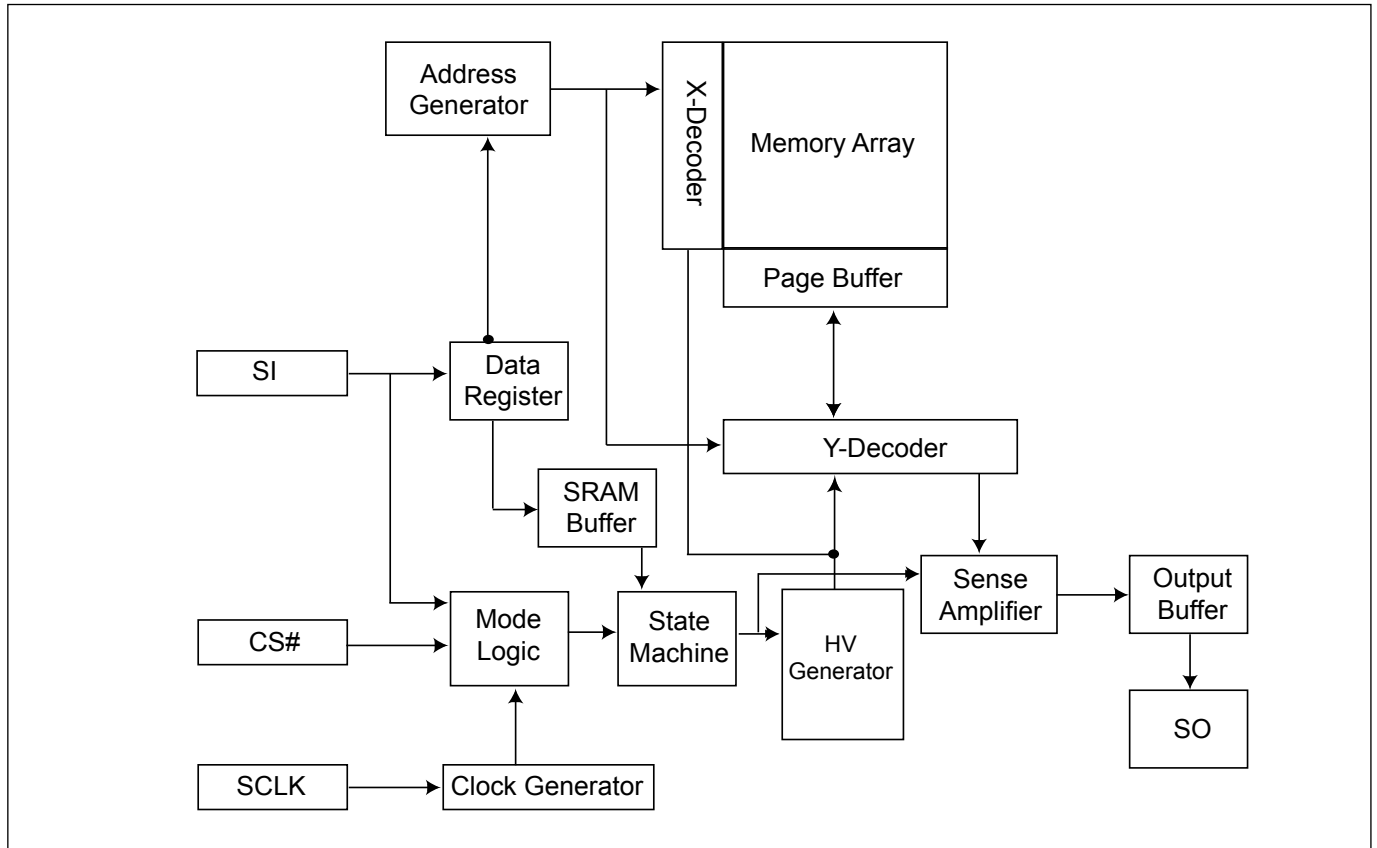 Address
Generator
X-Decoder
Memory Array
Page Buffer
SI
Data
Register
Y-Decoder
SRAM
Buffer
Sense
Amplifier
Output
Buffer
Mode
Logic
State
Machine
HV
Generator
CS#
SO
SCLK
Clock Generator